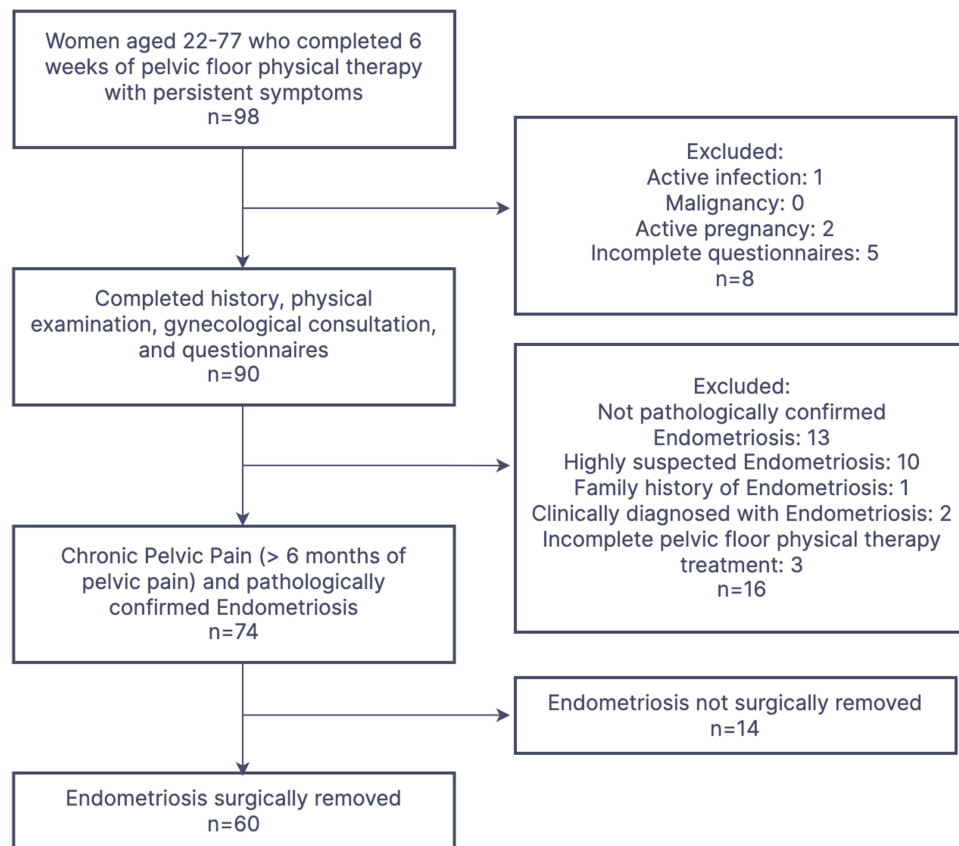 Women aged 22-77 who completed 6
weeks of pelvic floor physical therapy
with persistent symptoms
n=98
Excluded:
Active infection: 1
Malignancy: 0
Active pregnancy: 2
Incomplete questionnaires: 5
n=8
Completed history, physical
examination, gynecological consultation,
and questionnaires
n=90
Excluded:
Not pathologically confirmed
Endometriosis: 13
Highly suspected Endometriosis: 10
Family history of Endometriosis: 1
Clinically diagnosed with Endometriosis: 2
Incomplete pelvic floor physical therapy
treatment: 3
n=16
Chronic Pelvic Pain (> 6 months of
pelvic pain) and pathologically
confirmed Endometriosis
n=74
Endometriosis not surgically removed
n=14
Endometriosis surgically removed
n=60